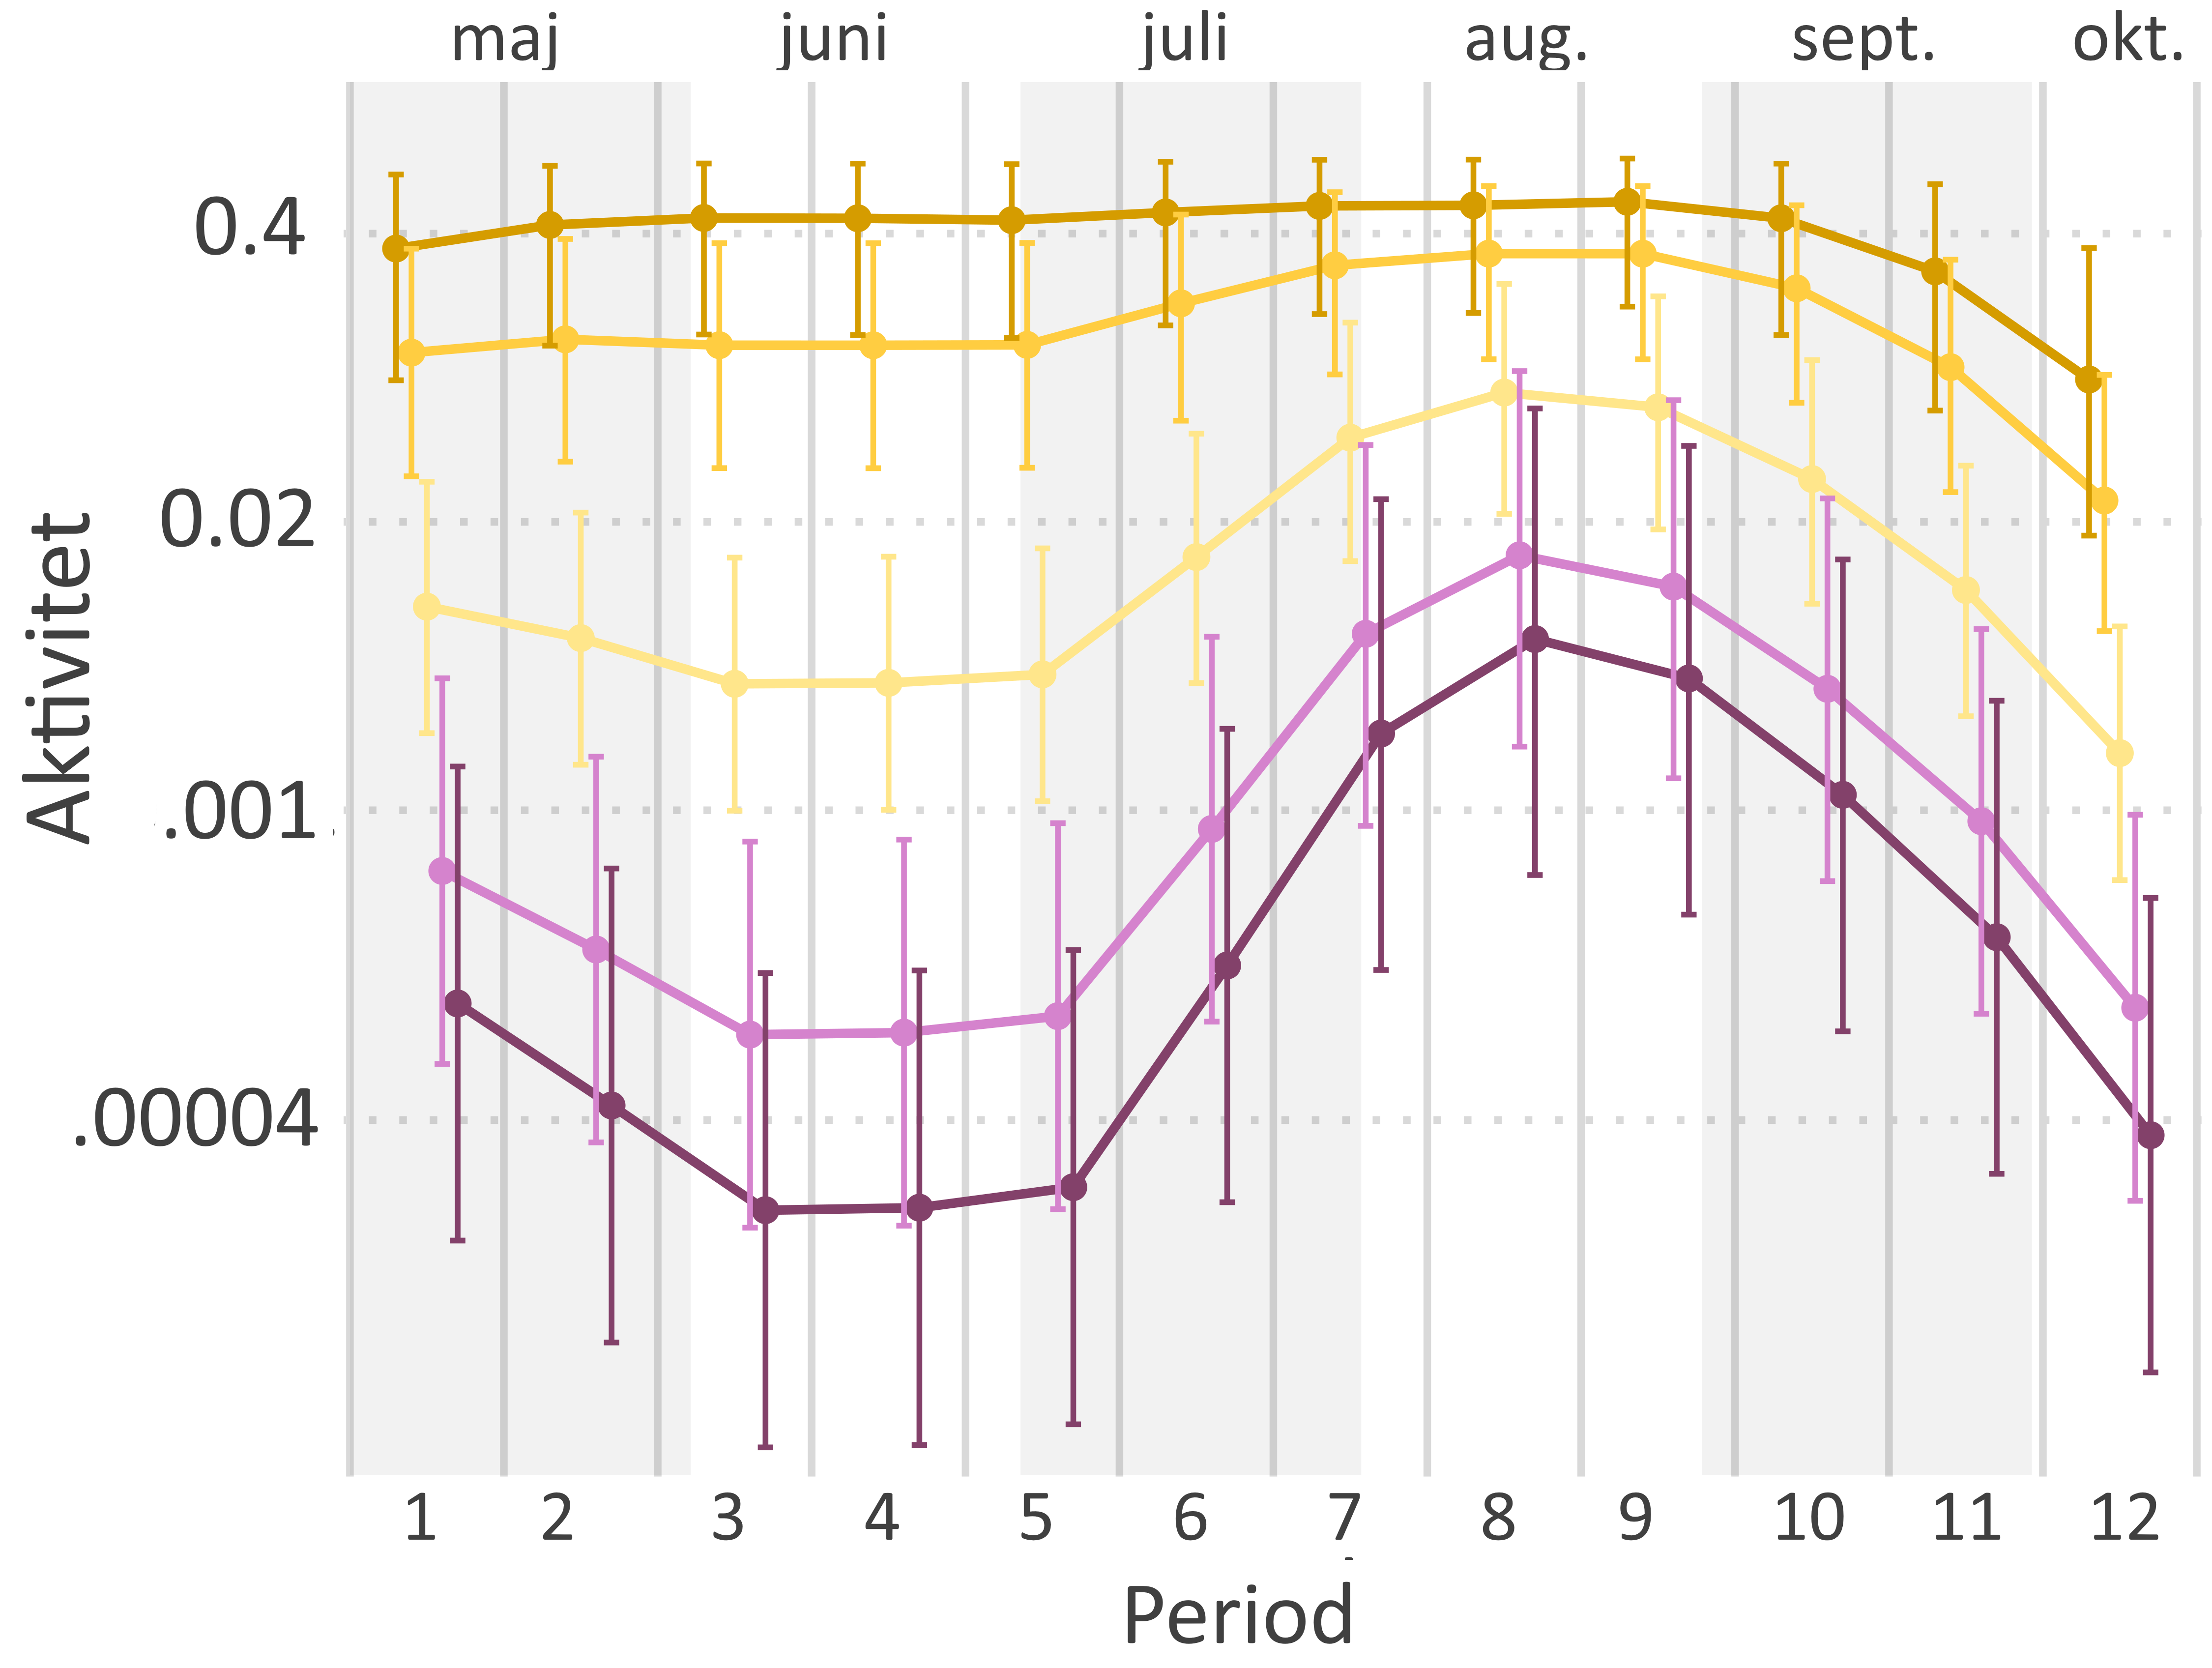 maj juni juli aug. sept. okt.
0.4
0.02
.001
.00004
Aktivitet
1 2 3 4 5 6 7 8 9 10 11 12
Period